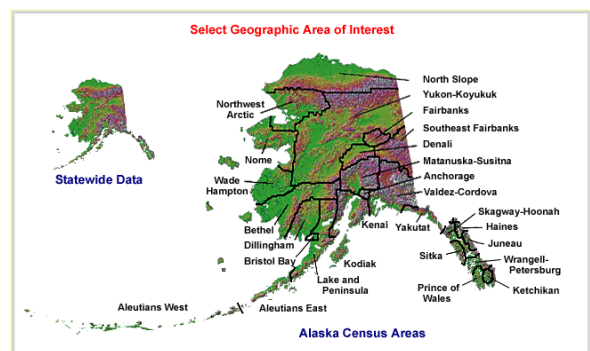 Select Geographic Area of Interest
North Slope
Yukon-Koyukuk
Northwest
Arctic
Fairbanks
Southeast Fairbanks
Denali
Nome
Matanuska-Susitna
Statewide Data
Anchorage
Wade
Hampton
Valdez-Cordova
Skagway-Hoonah
Bethel
Kenai
Yakutat
Haines
Dillingham
Juneau
Bristol Bay
Kodiak
Sitka
Wrangell-
Petersburg
Lake and
Peninsula
Prince of
Wales
Ketchikan
Aleutians West
Aleutians East
Alaska Census Areas